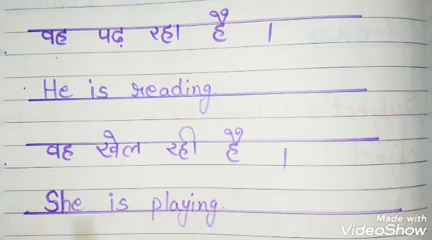 वह पढ़ रहा है ।
He is reading.
वह खेल रही है ।
She is playing.
Made with
VideoShow